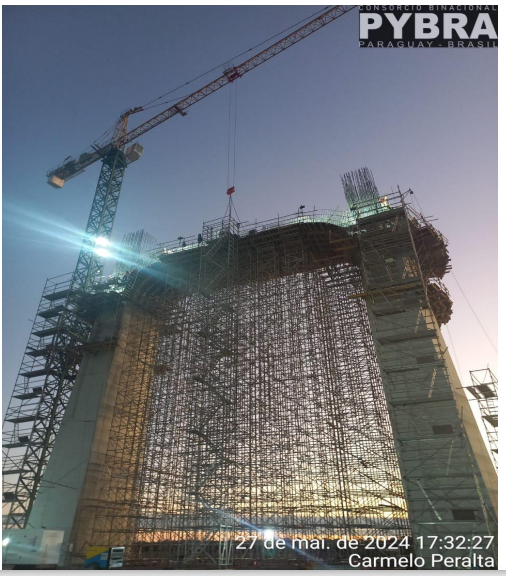 CONSORCIO BINACIONAL
PYBRA
PARAGUAY - BRASIL
27 de mai. de 2024 17:32:27
Carmelo Peralta